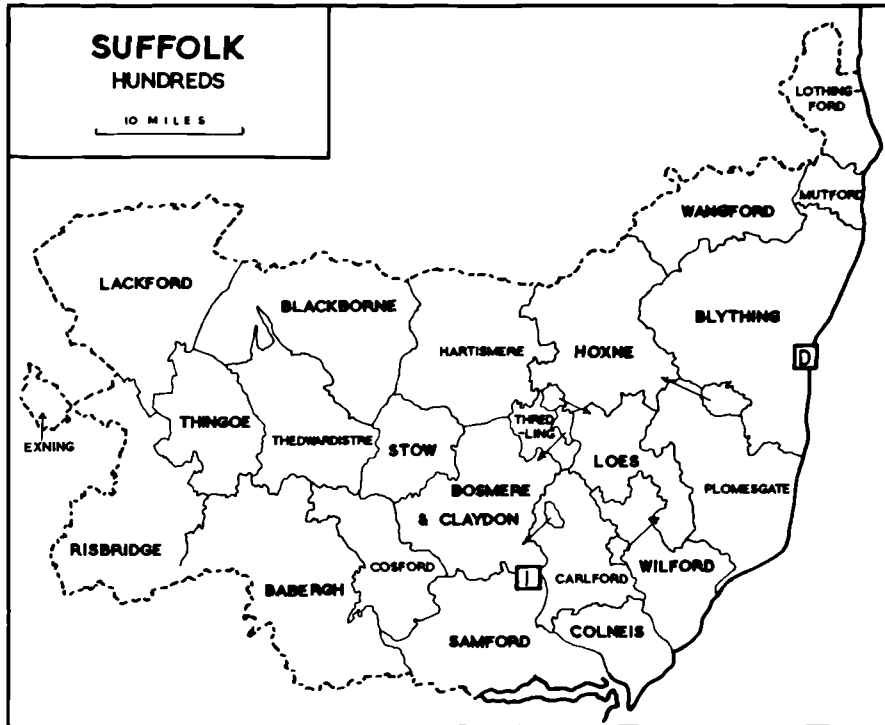 SUFFOLK
HUNDREDS
10 MILES
LOTHING-
FORD
MUTFORD
WANGFORD
LACKFORD
BLACKBORNE
BLYTHING
HARTISMERE
HOXNE
D
THINGOE
THRED
-LING
EXNING
THEDWARDISTRE
STOW
LOES
BOSMERE
& CLAYDON
PLOMESGATE
RISBRIDGE
COSFORD
I
CARLFORD
WILFORD
BABERGH
SAMFORD
COLNEIS